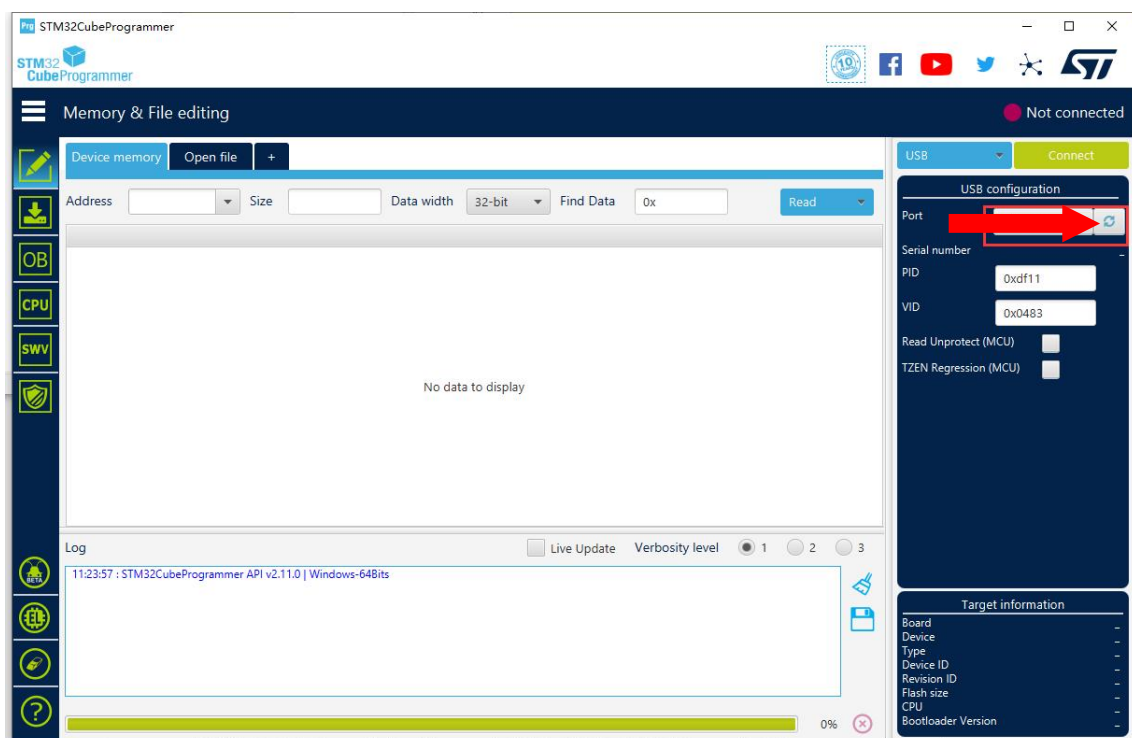 Prg STM32CubeProgrammer
STM32
CubeProgrammer
10
Memory & File editing
Not connected
Device memory Open file +
USB Connect
Address Size Data width 32-bit Find Data 0x Read
USB configuration
Port
Serial number _
PID 0xdf11
VID 0x0483
Read Unprotect (MCU)
TZEN Regression (MCU)
OB
CPU
SWV
No data to display
Log Live Update Verbosity level 1 2 3
11:23:57 : STM32CubeProgrammer API v2.11.0 | Windows-64Bits
BETA
EL
?
0%
Target information
Board _
Device _
Type _
Device ID _
Revision ID _
Flash size _
CPU _
Bootloader Version _